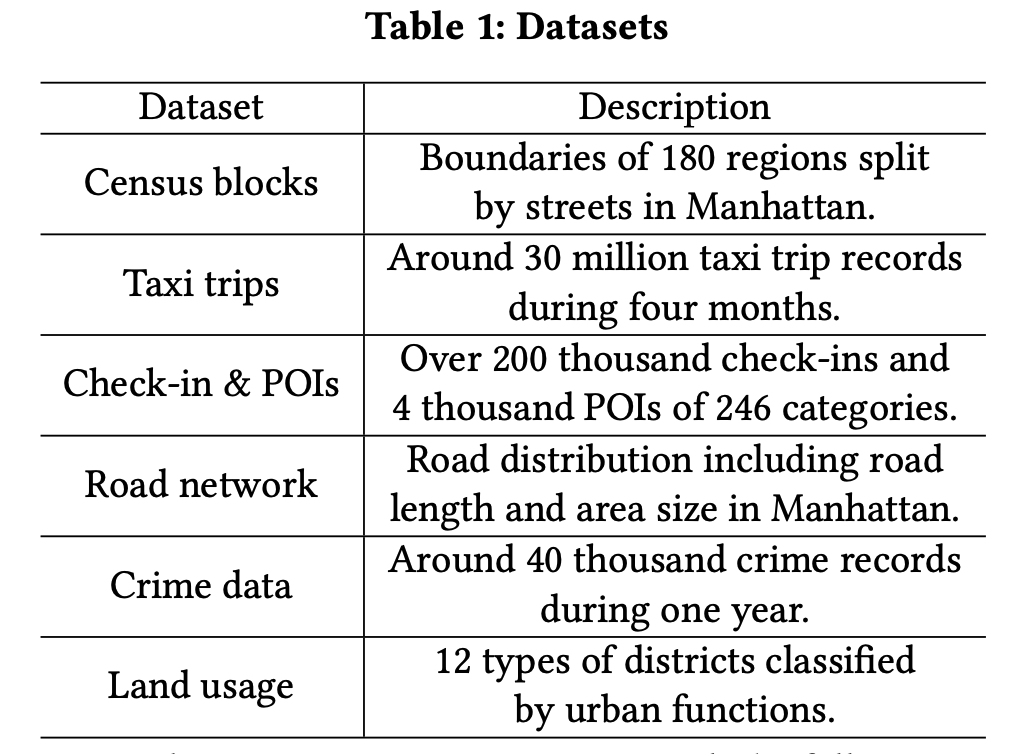 Table 1: Datasets
Dataset Description
Census blocks
Boundaries of 180 regions split
by streets in Manhattan.
Taxi trips
Around 30 million taxi trip records
during four months.
Check-in & POIs
Over 200 thousand check-ins and
4 thousand POIs of 246 categories.
Road network
Road distribution including road
length and area size in Manhattan.
Crime data
Around 40 thousand crime records
during one year.
Land usage
12 types of districts classified
by urban functions.